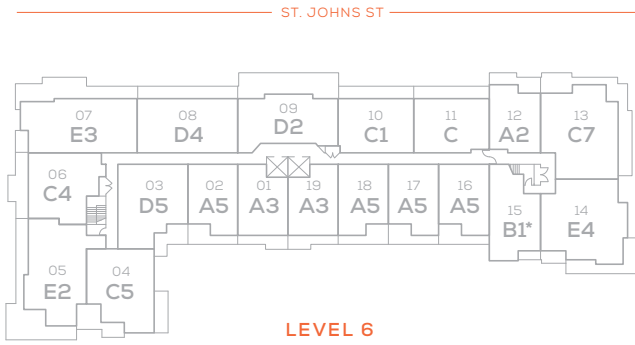 ST. JOHNS ST
07
E3
08
D4
09
D2
10
C1
11
C
12
A2
13
C7
06
C4
03
D5
02
A5
01
A3
19
A3
18
A5
17
A5
16
A5
15
B1*
14
E4
05
E2
04
C5
LEVEL 6